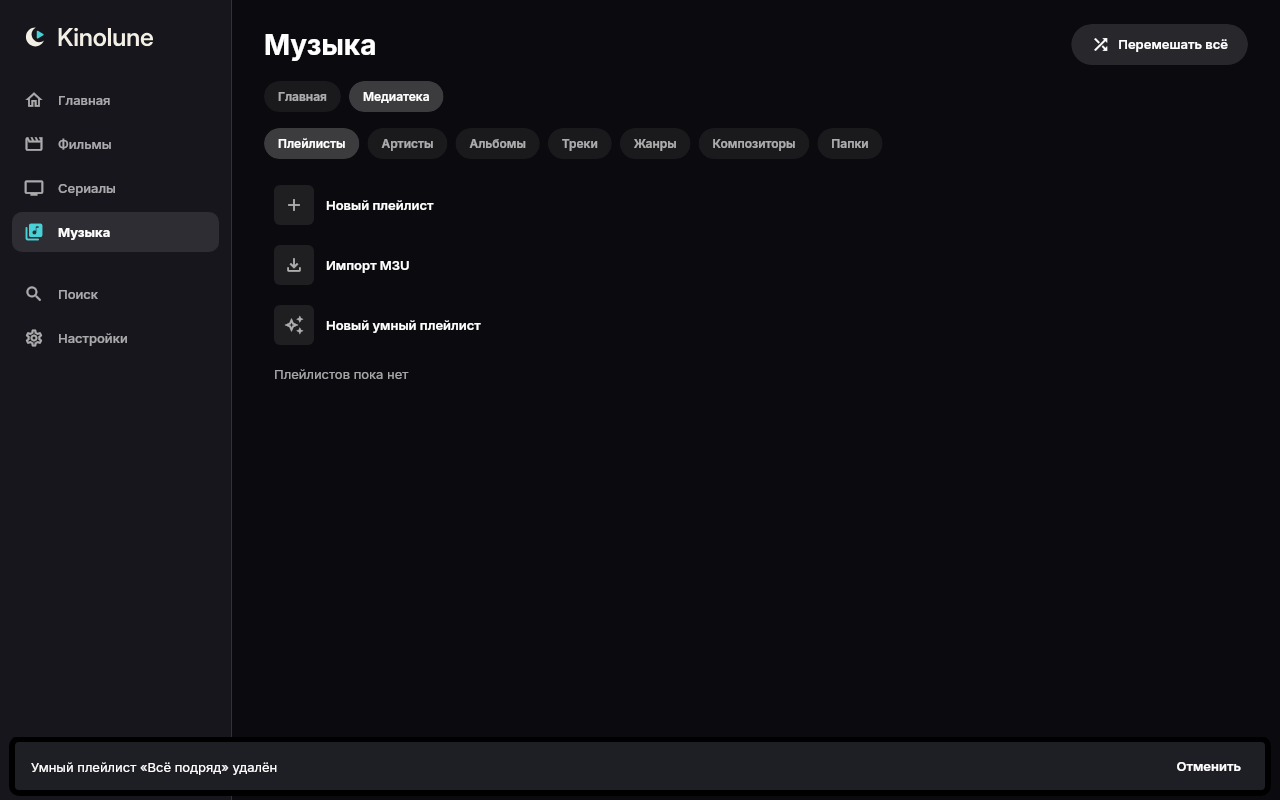 Kinolune
Главная
Фильмы
Сериалы
Музыка
Поиск
Настройки
Музыка
Перемешать всё
Главная
Медиатека
Плейлисты
Артисты
Альбомы
Треки
Жанры
Композиторы
Папки
Новый плейлист
Импорт M3U
Новый умный плейлист
Плейлистов пока нет
Умный плейлист «Всё подряд» удалён
Отменить